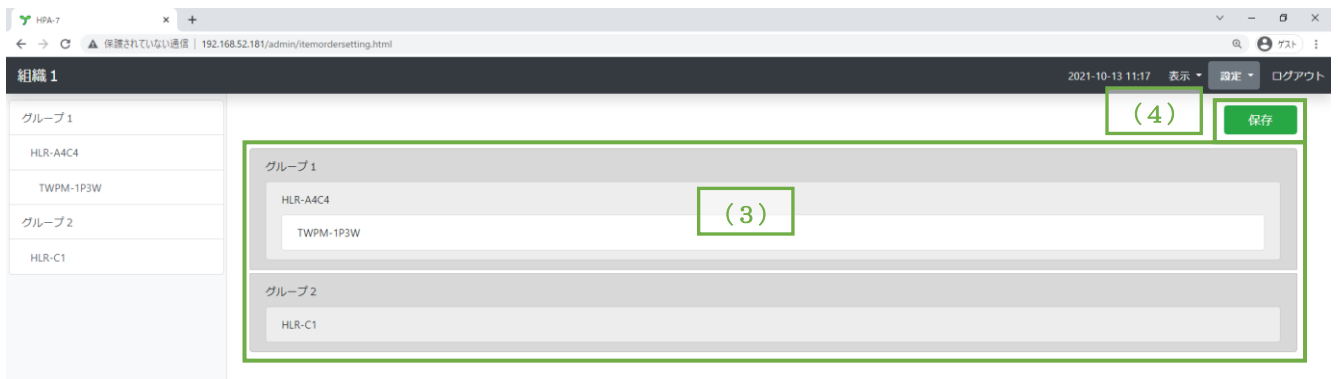 HPA-7
保護されていない通信 | 192.168.52.181/admin/itemordersetting.html
ゲスト
組織 1
2021-10-13 11:17 表示 設定 ログアウト
グループ 1
HLR-A4C4
TWPM-1P3W
グループ 2
HLR-C1
（4）
保存
グループ 1
HLR-A4C4
（3）
TWPM-1P3W
グループ 2
HLR-C1